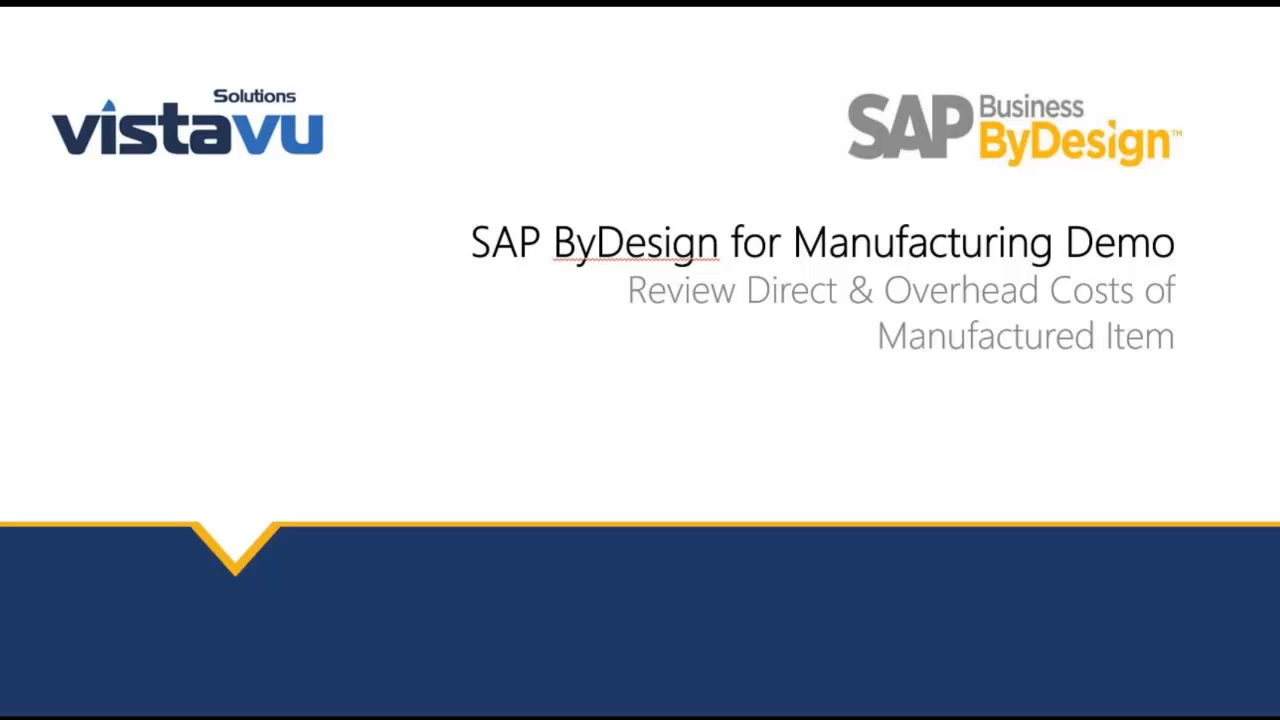 Solutions
vistavu
SAP Business ByDesign™
SAP ByDesign for Manufacturing Demo
Review Direct & Overhead Costs of
Manufactured Item